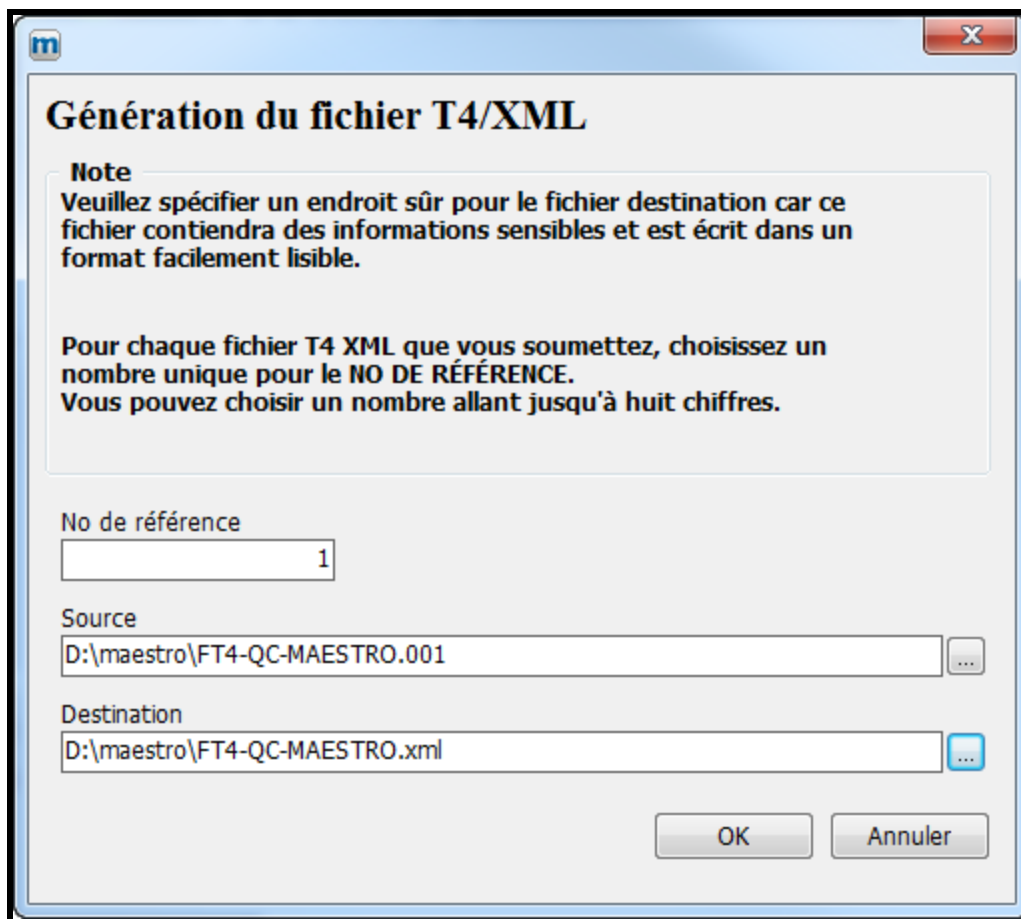 m
x
Génération du fichier T4/XML
Note
Veuillez spécifier un endroit sûr pour le fichier destination car ce
fichier contiendra des informations sensibles et est écrit dans un
format facilement lisible.
Pour chaque fichier T4 XML que vous soumettez, choisissez un
nombre unique pour le NO DE RÉFÉRENCE.
Vous pouvez choisir un nombre allant jusqu'à huit chiffres.
No de référence
1
Source
D:\maestro\FT4-QC-MAESTRO.001
...
Destination
D:\maestro\FT4-QC-MAESTRO.xml
...
OK Annuler